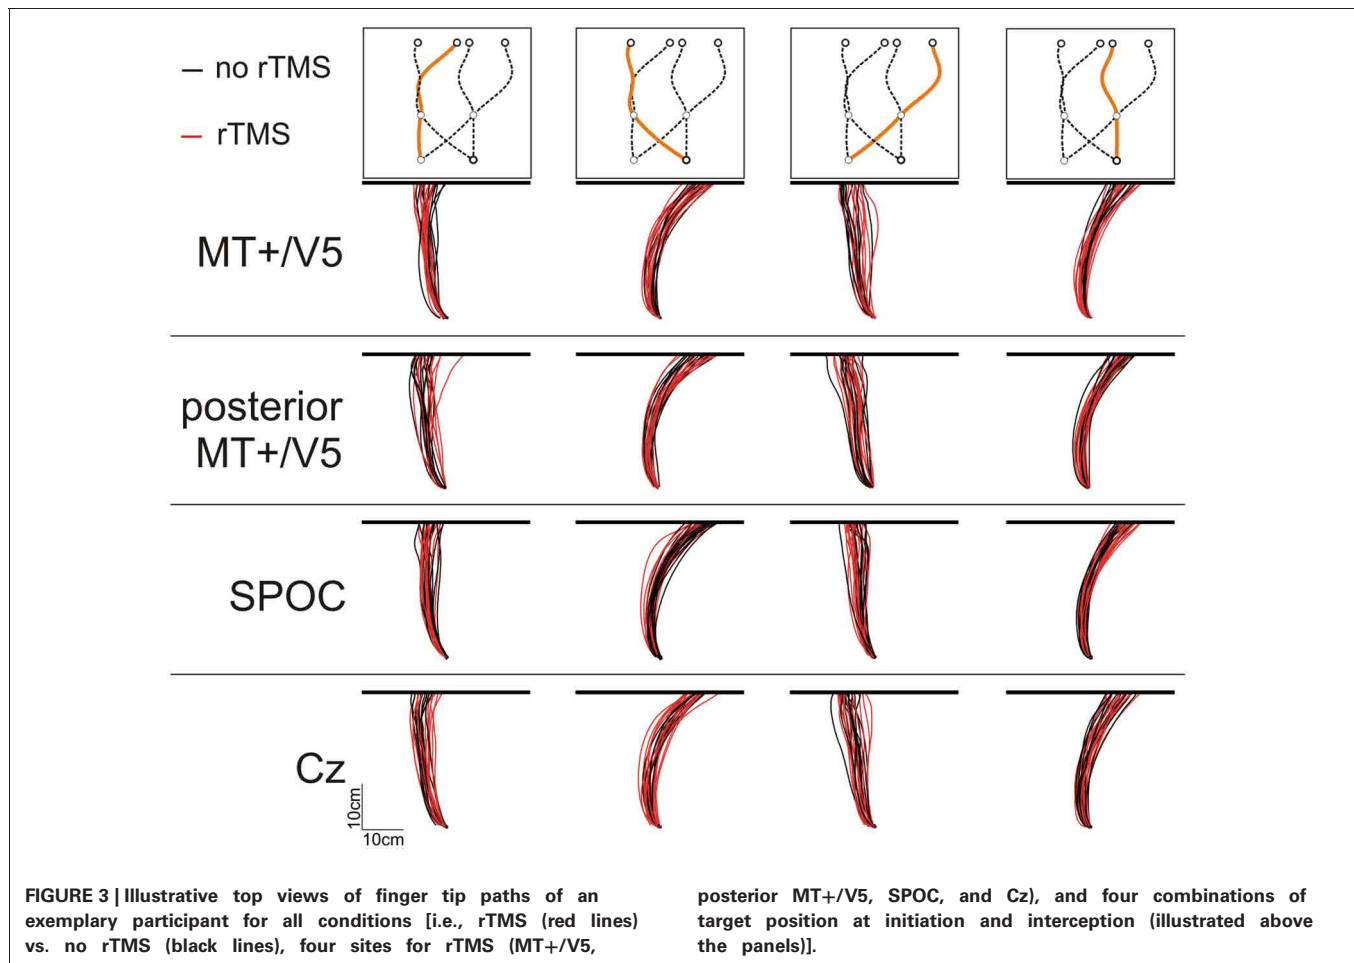 — no rTMS
— rTMS
MT+/V5
posterior
MT+/V5
SPOC
Cz
10cm
10cm
FIGURE 3 | Illustrative top views of finger tip paths of an
exemplary participant for all conditions [i.e., rTMS (red lines)
vs. no rTMS (black lines), four sites for rTMS (MT+/V5,
posterior MT+/V5, SPOC, and Cz), and four combinations of
target position at initiation and interception (illustrated above
the panels)].